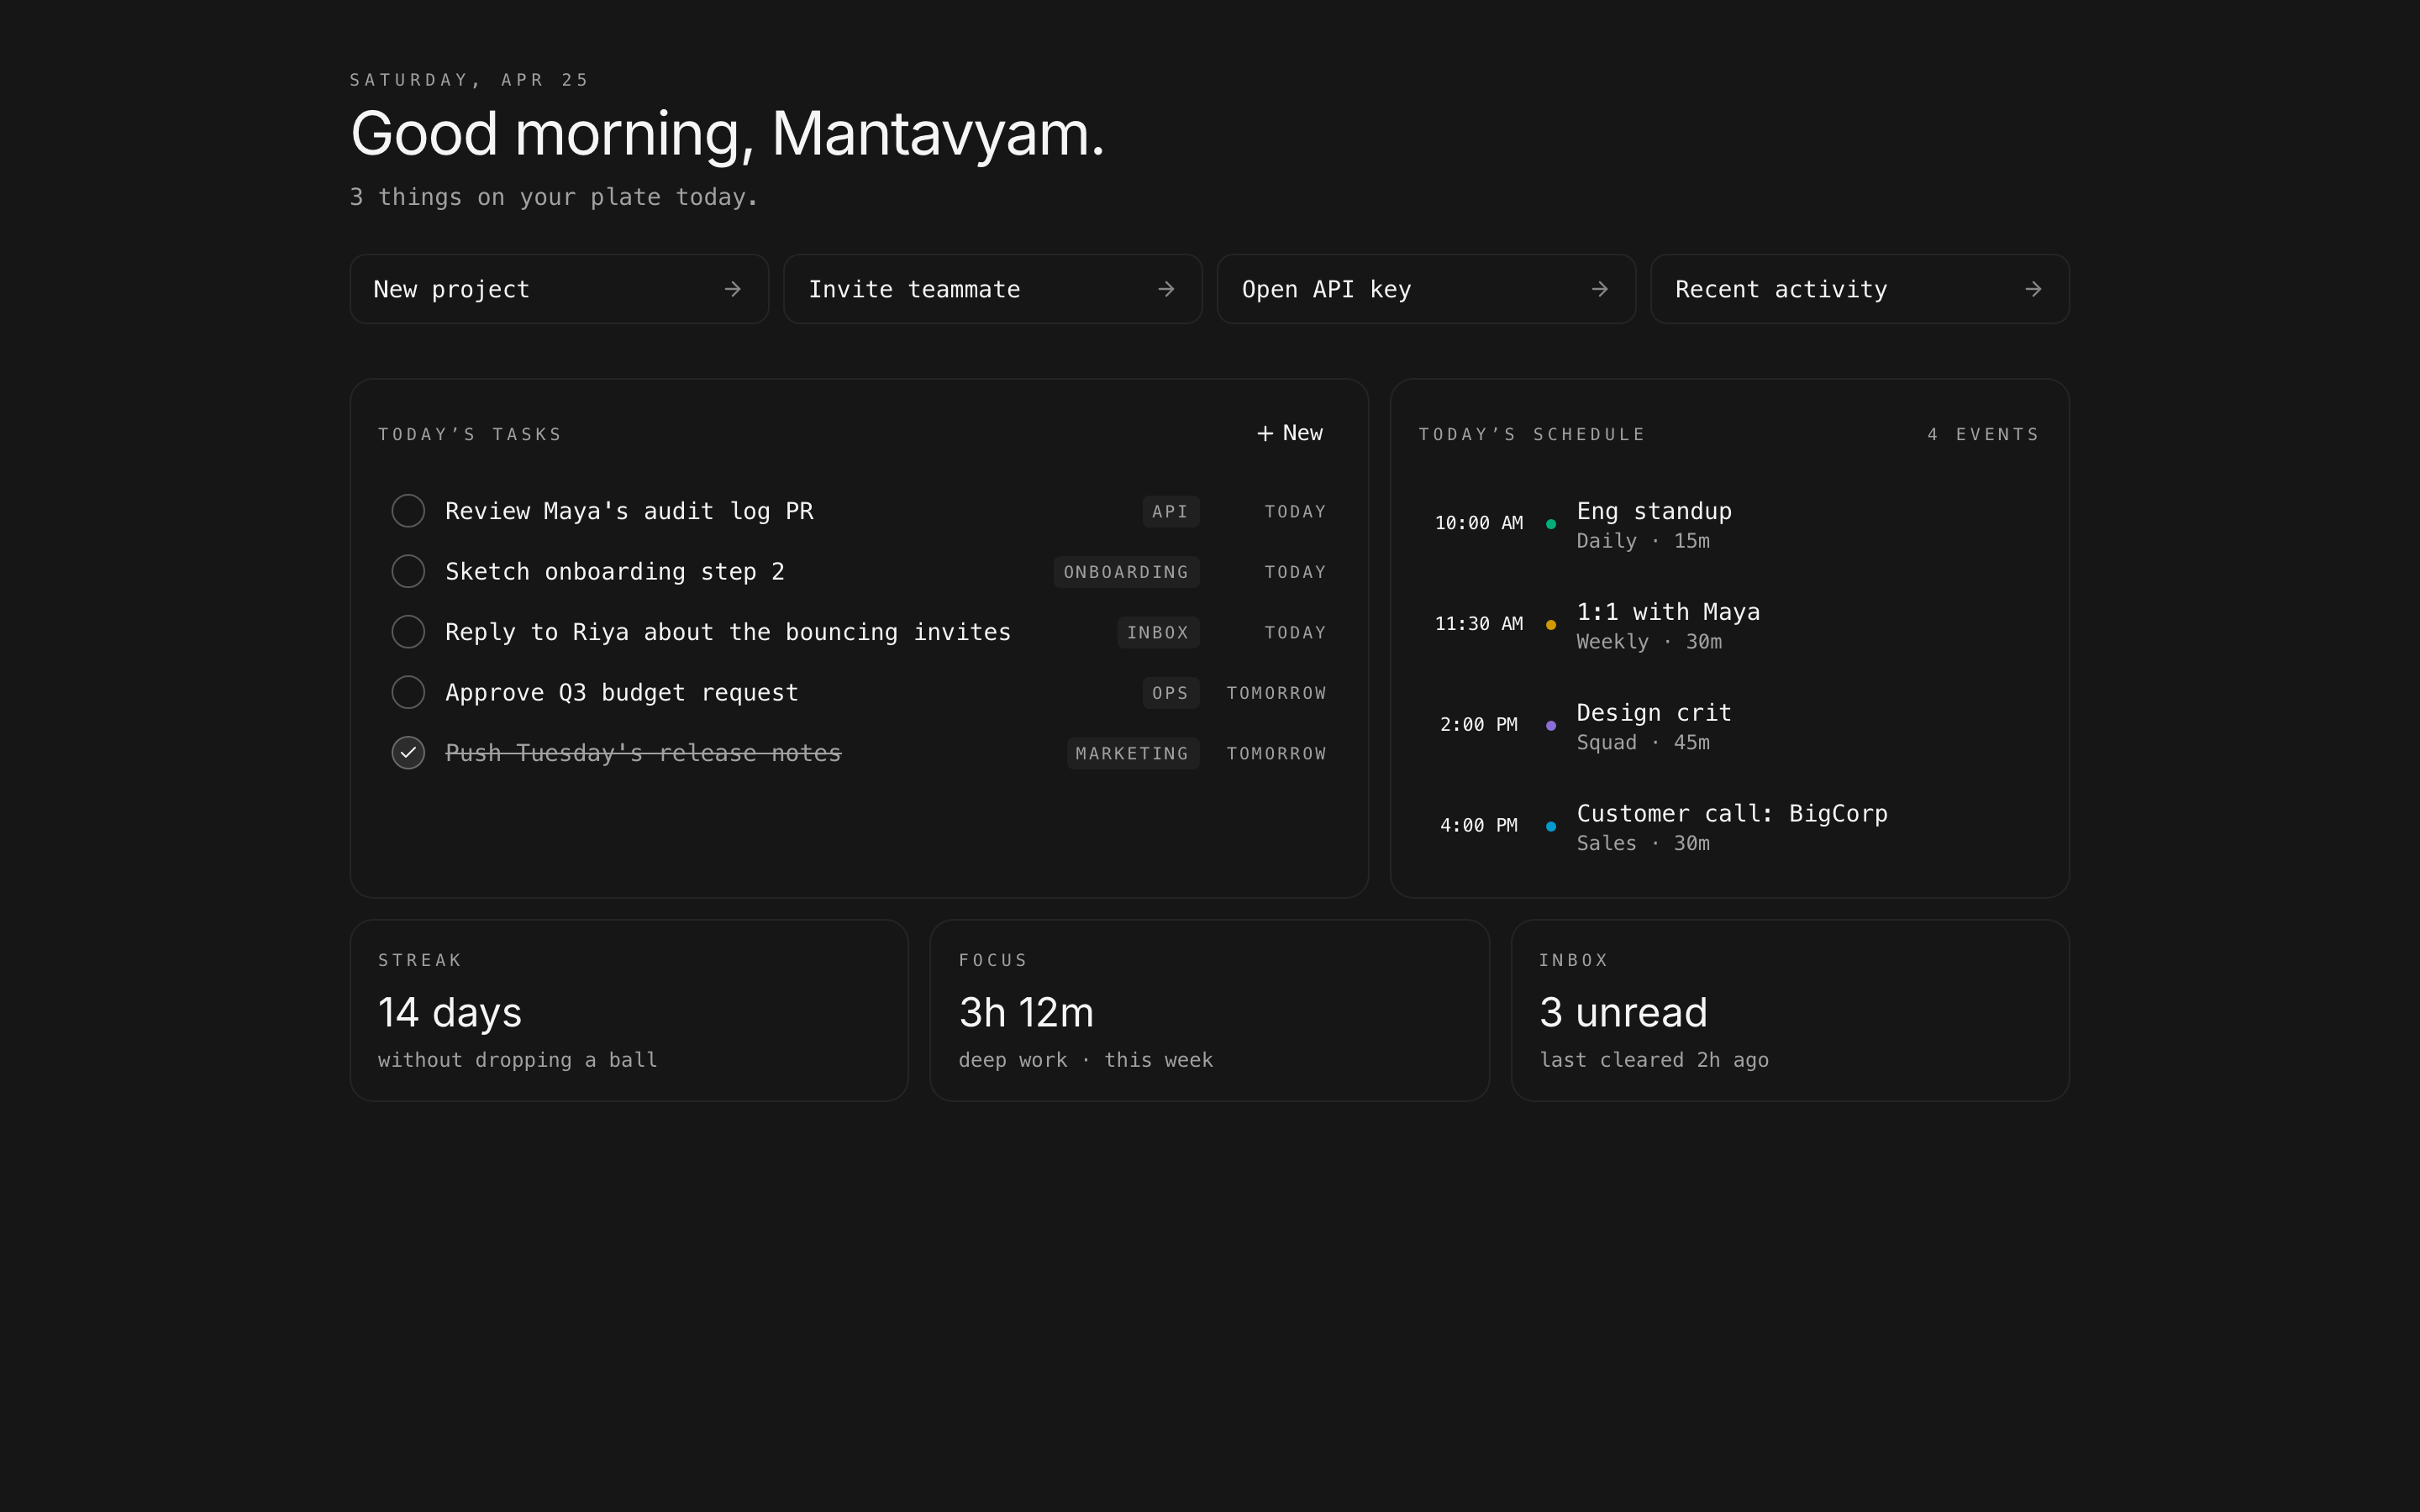 SATURDAY, APR 25
Good morning, Mantavyam.
3 things on your plate today.
New project
Invite teammate
Open API key
Recent activity
TODAY’S TASKS
+ New
Review Maya's audit log PR API TODAY
Sketch onboarding step 2 ONBOARDING TODAY
Reply to Riya about the bouncing invites INBOX TODAY
Approve Q3 budget request OPS TOMORROW
Push Tuesday's release notes MARKETING TOMORROW
TODAY’S SCHEDULE
4 EVENTS
10:00 AM
Eng standup
Daily · 15m
11:30 AM
1:1 with Maya
Weekly · 30m
2:00 PM
Design crit
Squad · 45m
4:00 PM
Customer call: BigCorp
Sales · 30m
STREAK
14 days
without dropping a ball
FOCUS
3h 12m
deep work · this week
INBOX
3 unread
last cleared 2h ago